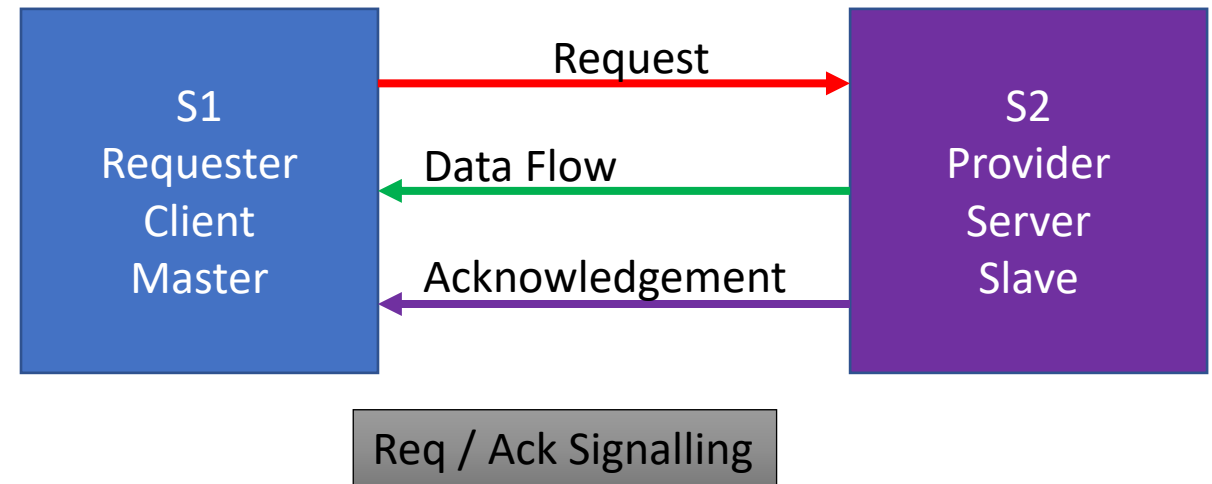 S1
Requester
Client
Master
Request
Data Flow
Acknowledgement
S2
Provider
Server
Slave
Req / Ack Signalling